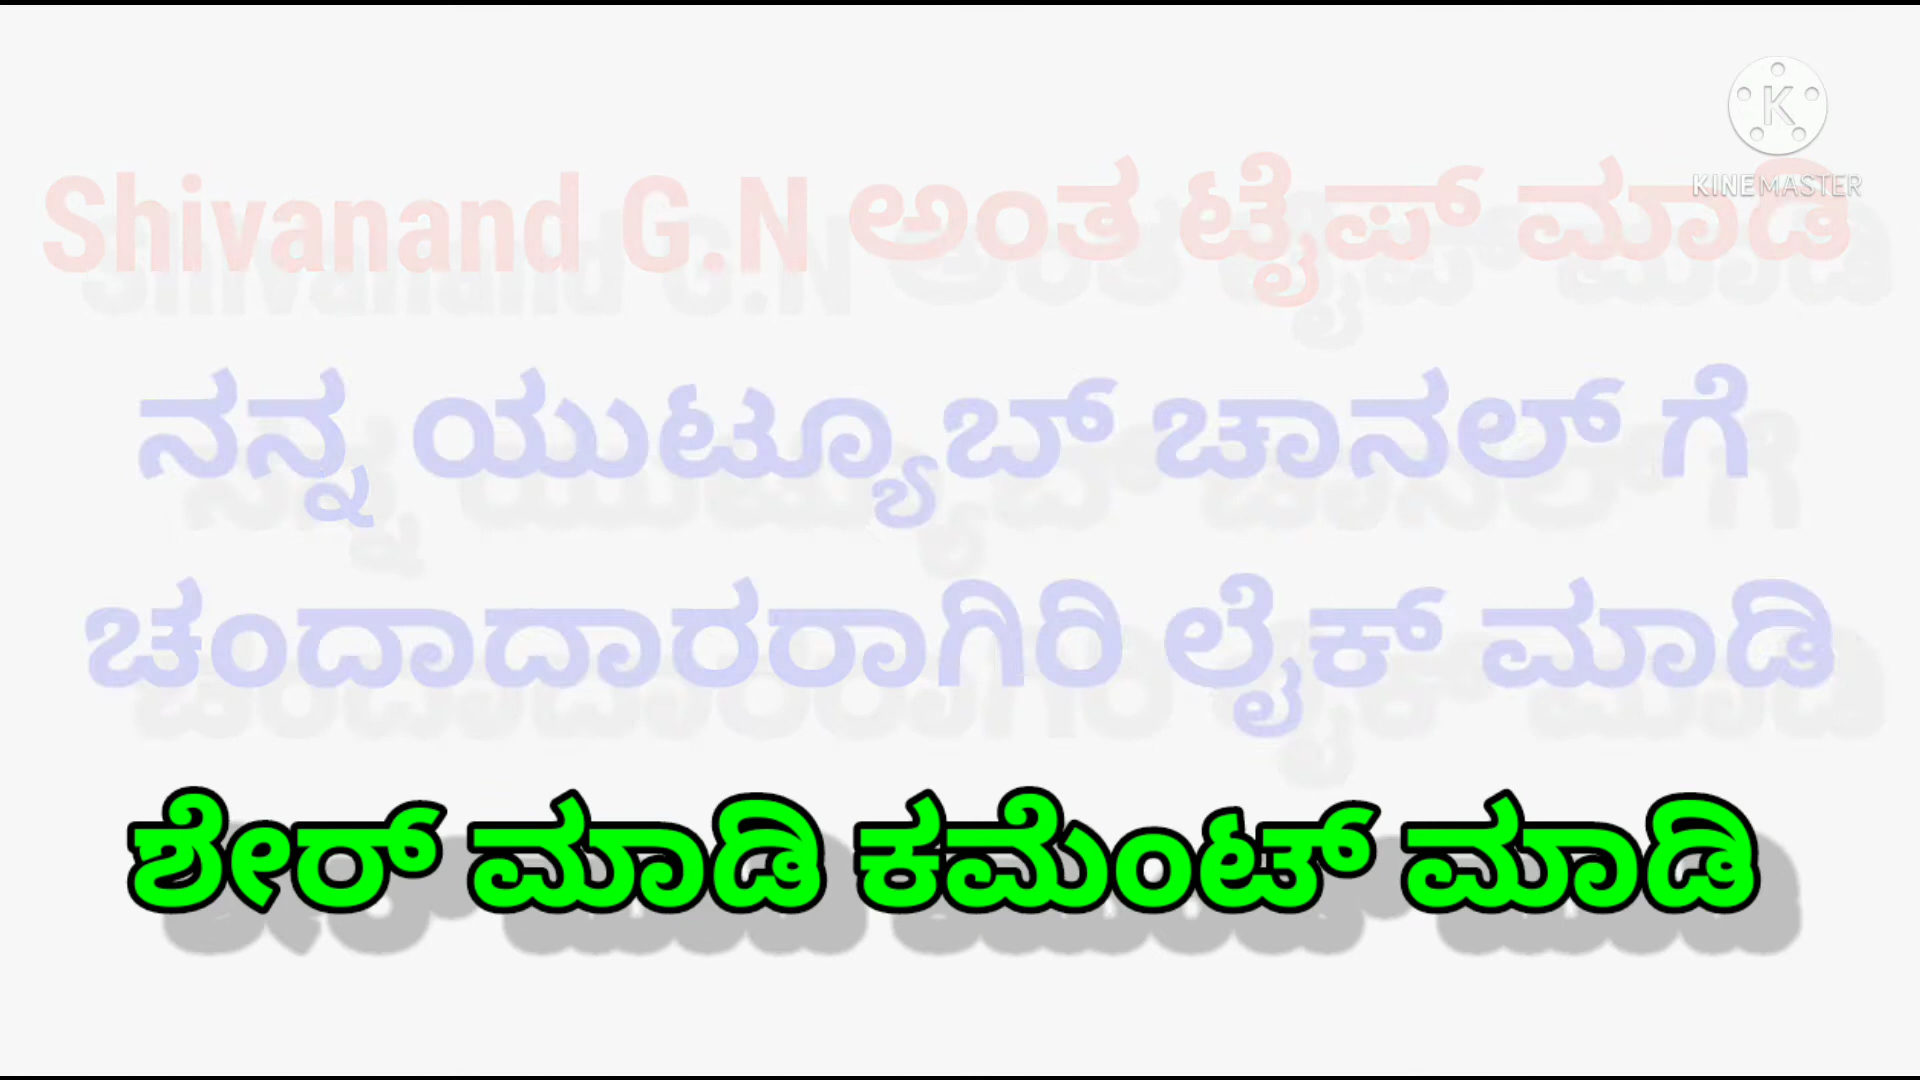 KINEMASTER
Shivanand G.N ಅಂತ ಟೈಪ್ ಮಾಡಿ
ನನ್ನ ಯುಟ್ಯೂಬ್ ಚಾನಲ್ ಗೆ
ಚಂದಾದಾರರಾಗಿರಿ ಲೈಕ್ ಮಾಡಿ
ಶೇರ್ ಮಾಡಿ ಕಮೆಂಟ್ ಮಾಡಿ